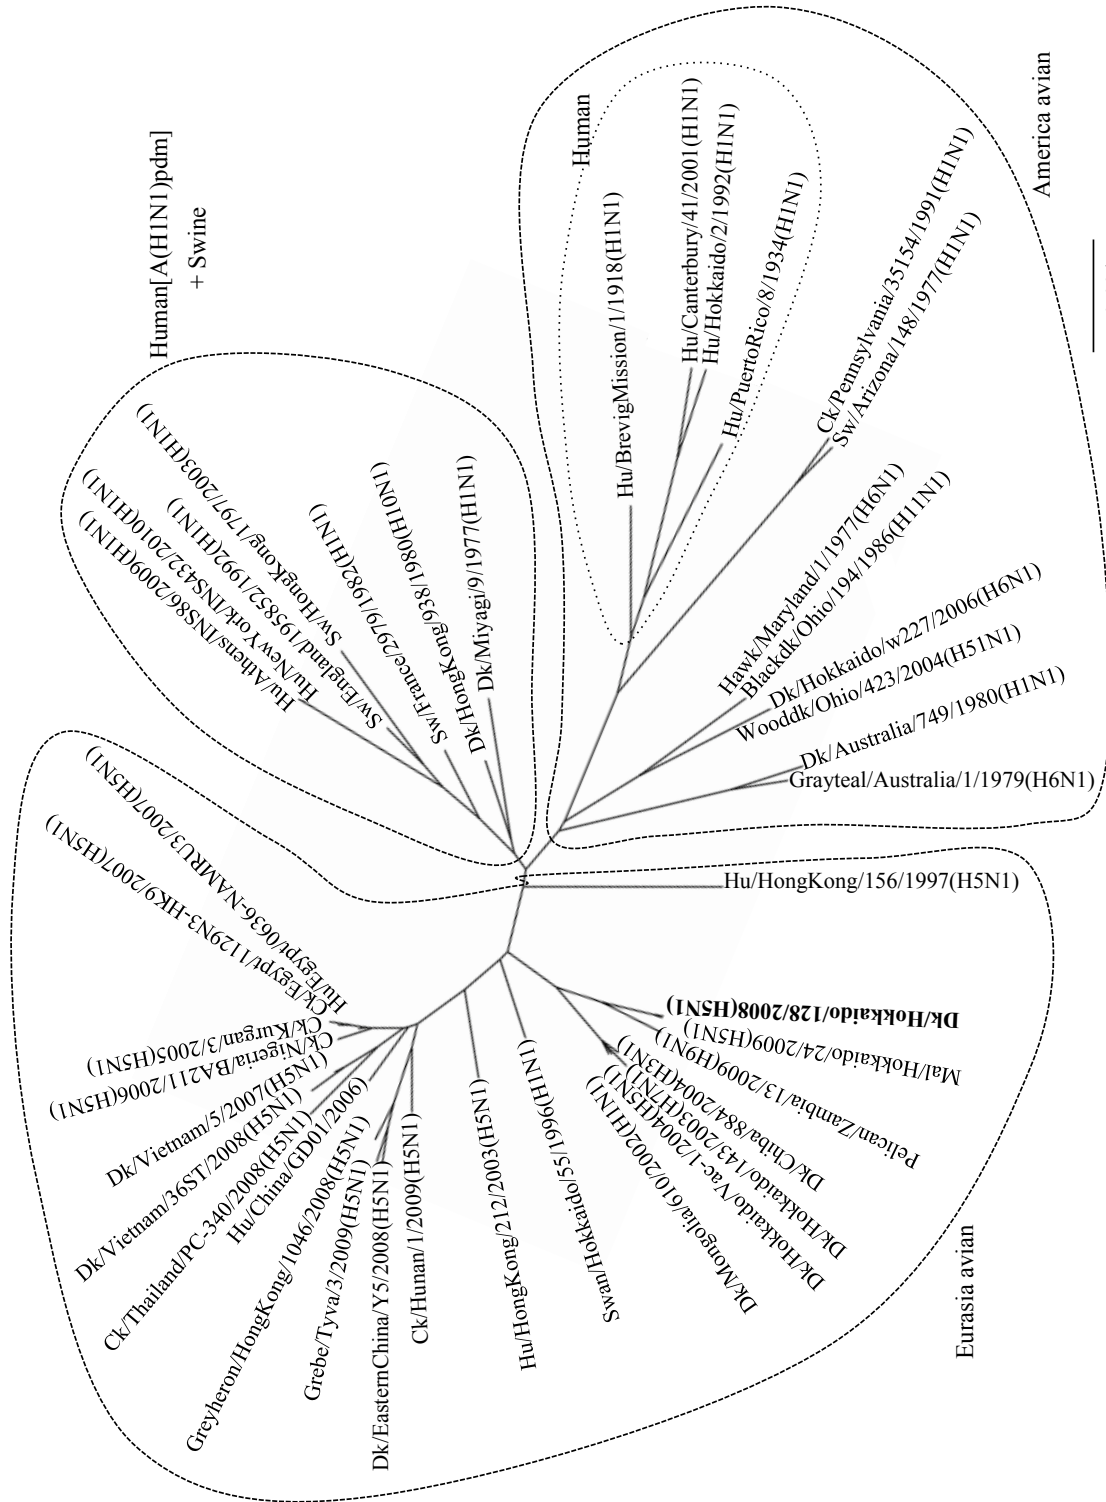 Human[A(H1N1)pdm]
+ Swine
Human
America avian
Eurasia avian
Hu/BrevigMission/1/1918(H1N1)
Hu/Canterbury/41/2001(H1N1)
Hu/Hokkaido/2/1992(H1N1)
Hu/PuertoRico/8/1934(H1N1)
Ck/Pennsylvania/35154/1991(H1N1)
Sw/Arizona/148/1977(H1N1)
Hawk/Maryland/1/1977(H6N1)
Blackdk/Ohio/194/1986(H11N1)
Dk/Hokkaido/w227/2006(H6N1)
Wooddk/Ohio/423/2004(H51N1)
Dk/Australia/749/1980(H1N1)
Grayteal/Australia/1/1979(H6N1)
Sw/HongKong/1797/2003(H1N1)
Sw/England/195852/1992(H1N1)
Hu/NewYork/INS432/2010(H1N1)
Hu/Athens/INS86/2009(H1N1)
Sw/France/2979/1982(H1N1)
Dk/HongKong/938/1980(H10N1)
Dk/Miyagi/9/1977(H1N1)
Hu/HongKong/156/1997(H5N1)
Hu/Egypt/0636-NAMRU3/2007(H5N1)
Ck/Egypt/1129N3-HK9/2007(H5N1)
Ck/Kurgan/3/2005(H5N1)
Ck/Nigeria/BA211/2006(H5N1)
Dk/Vietnam/5/2007(H5N1)
Dk/Vietnam/36ST/2008(H5N1)
Ck/Thailand/PC-340/2008(H5N1)
Hu/China/GD01/2006)
Greyheron/HongKong/1046/2008(H5N1)
Grebe/Tyva/3/2009(H5N1)
Dk/EasternChina/Y5/2008(H5N1)
Ck/Hunan/1/2009(H5N1)
Hu/HongKong/212/2003(H5N1)
Swan/Hokkaido/55/1996(H1N1)
Dk/Mongolia/610/2002(H1N1)
Dk/Hokkaido/Vac-1/2004(H5N1)
Dk/Hokkaido/143/2003(H7N1)
Dk/Chiba/884/2004(H3N1)
Pelican/Zambia/13/2009(H9N1)
Mal/Hokkaido/24/2009(H5N1)
Dk/Hokkaido/128/2008(H5N1)